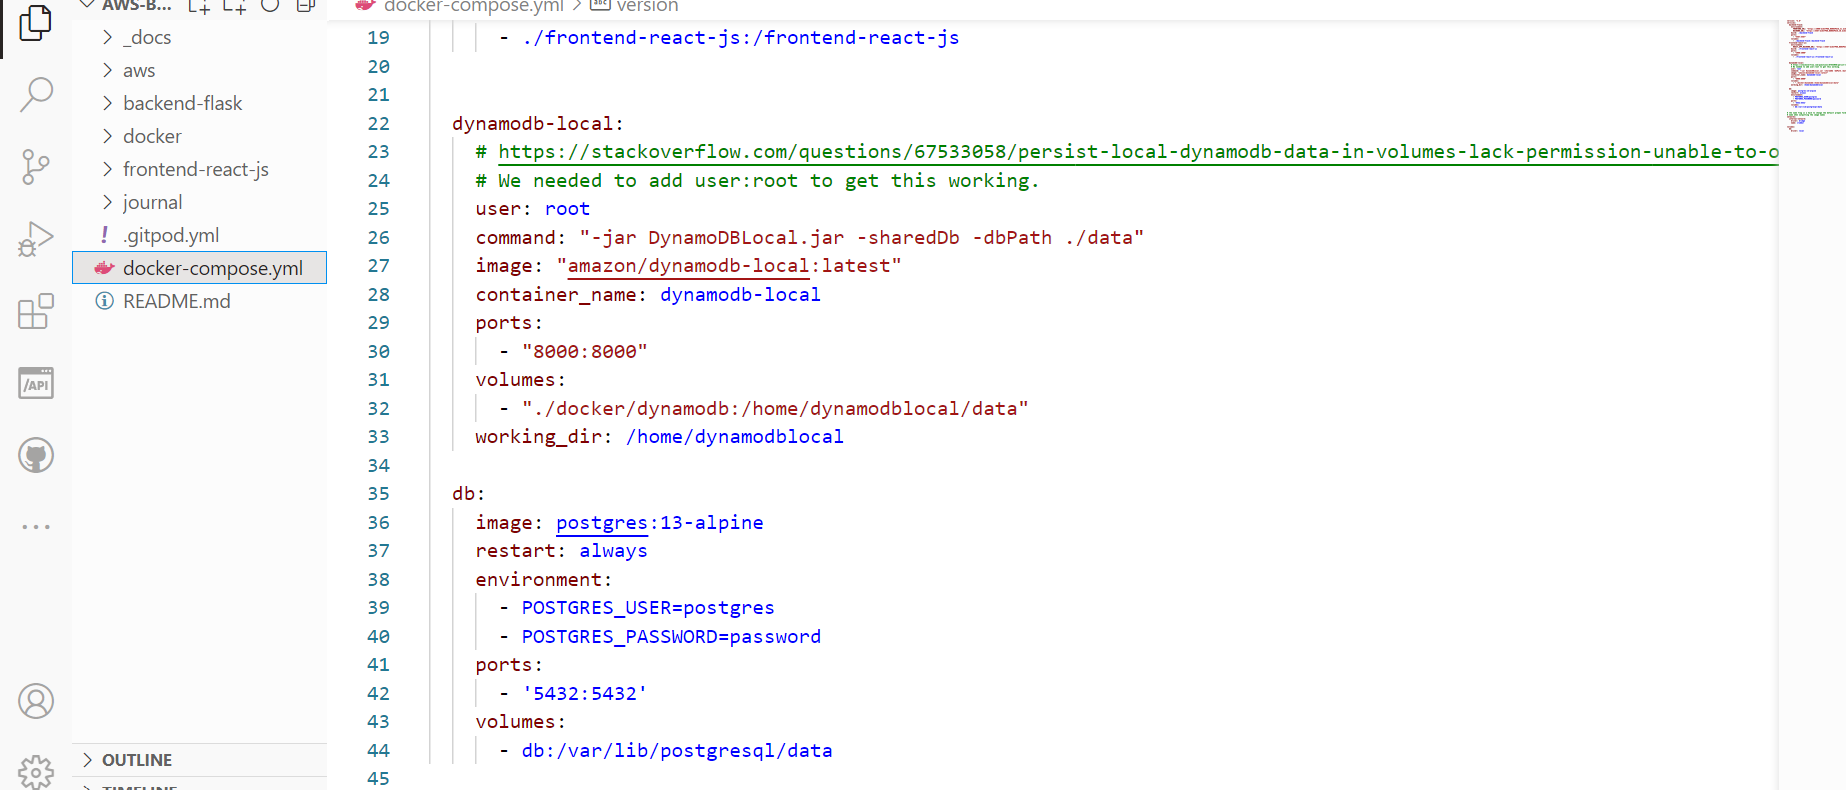 AWS-B...
_docs
aws
backend-flask
docker
frontend-react-js
journal
! .gitpod.yml
docker-compose.yml
README.md
/API
OUTLINE
TIMELINE
docker-compose.yml > abc version
19 - ./frontend-react-js:/frontend-react-js
20
21
22 dynamodb-local:
23 # https://stackoverflow.com/questions/67533058/persist-local-dynamodb-data-in-volumes-lack-permission-unable-to-o
24 # We needed to add user:root to get this working.
25 user: root
26 command: "-jar DynamoDBLocal.jar -sharedDb -dbPath ./data"
27 image: "amazon/dynamodb-local:latest"
28 container_name: dynamodb-local
29 ports:
30 - "8000:8000"
31 volumes:
32 - "./docker/dynamodb:/home/dynamodblocal/data"
33 working_dir: /home/dynamodblocal
34
35 db:
36 image: postgres:13-alpine
37 restart: always
38 environment:
39 - POSTGRES_USER=postgres
40 - POSTGRES_PASSWORD=password
41 ports:
42 - '5432:5432'
43 volumes:
44 - db:/var/lib/postgresql/data
45